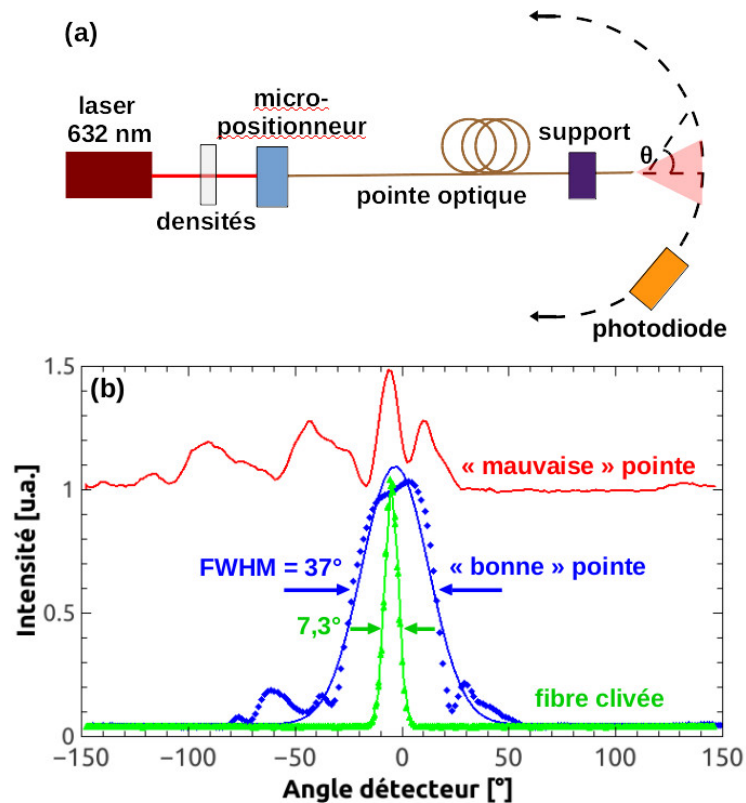 (a)
laser
632 nm
densités
micro-
positionneur
pointe optique
support
θ
photodiode
(b)
Intensité [u.a.]
1.5
1
0.5
0
« mauvaise » pointe
FWHM = 37°
« bonne » pointe
7,3°
fibre clivée
−150 −100 −50 0 50 100 150
Angle détecteur [°]